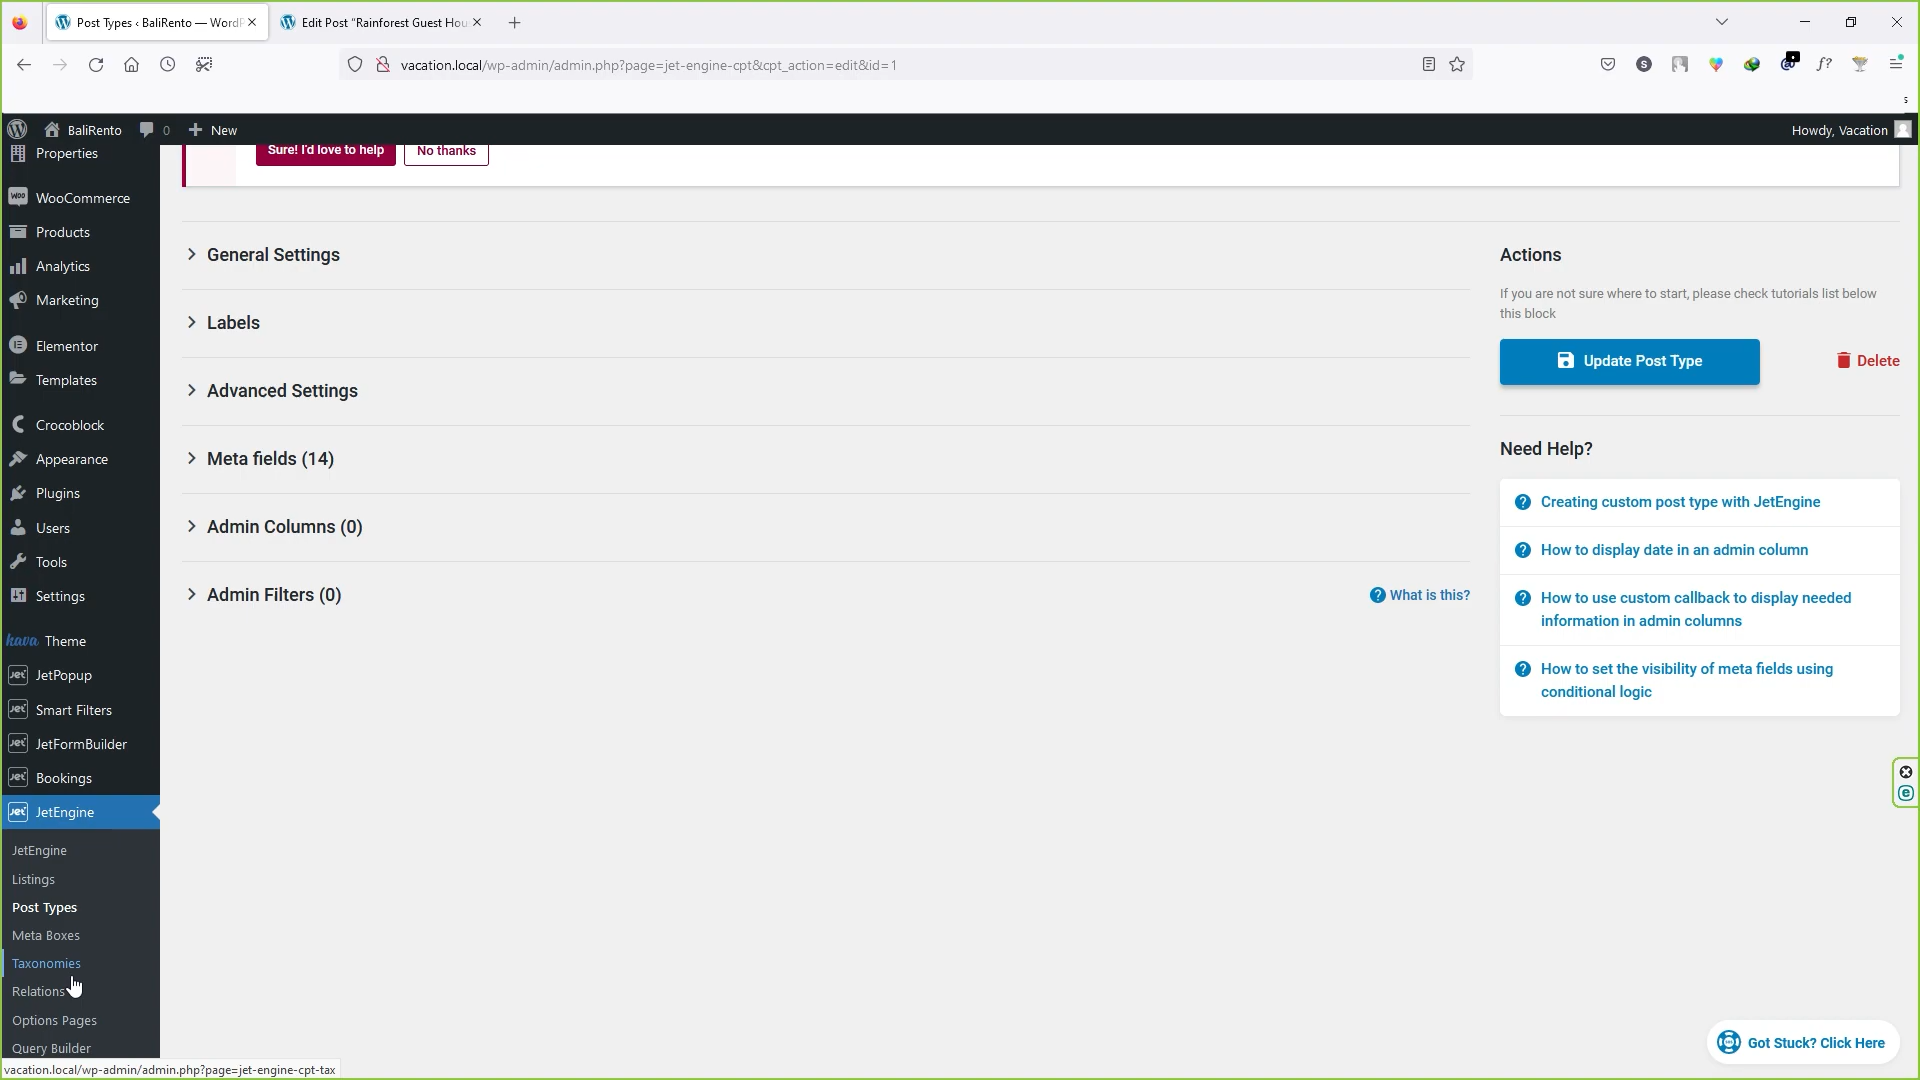 Post Types ‹ BaliRento — WordP
Edit Post “Rainforest Guest Hou
vacation.local/wp-admin/admin.php?page=jet-engine-cpt&cpt_action=edit&id=1
S
f?
s
BaliRento
0
New
Howdy, Vacation
Properties
WooCommerce
Products
Analytics
Marketing
Elementor
Templates
Crocoblock
Appearance
Plugins
Users
Tools
Settings
kava Theme
JetPopup
Smart Filters
JetFormBuilder
Bookings
JetEngine
JetEngine
Listings
Post Types
Meta Boxes
Taxonomies
Relations
Options Pages
Query Builder
vacation.local/wp-admin/admin.php?page=jet-engine-cpt-tax
Sure! I'd love to help
No thanks
General Settings
Labels
Advanced Settings
Meta fields (14)
Admin Columns (0)
Admin Filters (0)
What is this?
Actions
If you are not sure where to start, please check tutorials list below
this block
Update Post Type
Delete
Need Help?
Creating custom post type with JetEngine
How to display date in an admin column
How to use custom callback to display needed
information in admin columns
How to set the visibility of meta fields using
conditional logic
Got Stuck? Click Here